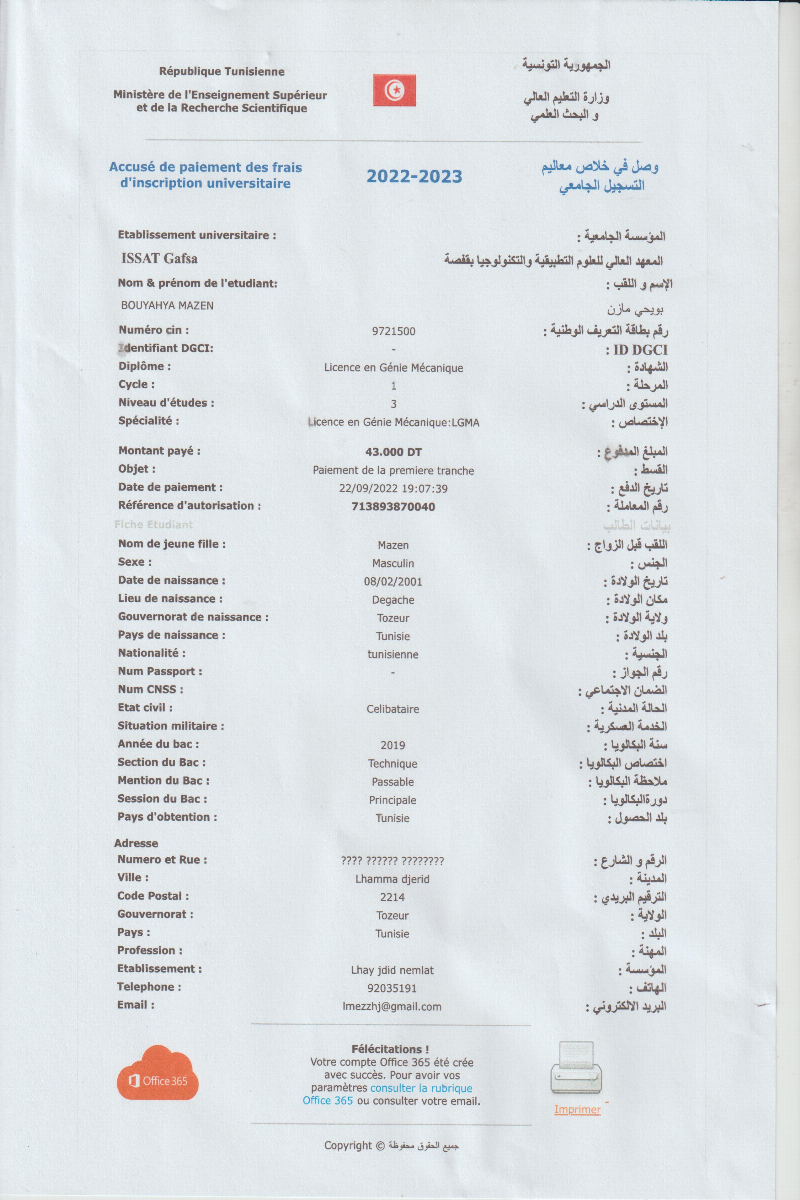 République Tunisienne
الجمهورية التونسية
Ministère de l'Enseignement Supérieur
et de la Recherche Scientifique
وزارة التعليم العالي
و البحث العلمي
Accusé de paiement des frais
d'inscription universitaire
2022-2023
وصل في خلاص معاليم
التسجيل الجامعي
Etablissement universitaire : المؤسسة الجامعية :
ISSAT Gafsa المعهد العالي للعلوم التطبيقية والتكنولوجيا بقفصة
Nom & prénom de l'etudiant: الإسم و اللقب :
BOUYAHYA MAZEN بويحي مازن
Numéro cin : 9721500 رقم بطاقة التعريف الوطنية :
Identifiant DGCI: - ID DGCI :
Diplôme : Licence en Génie Mécanique الشهادة :
Cycle : 1 المرحلة :
Niveau d'études : 3 المستوى الدراسي :
Spécialité : Licence en Génie Mécanique:LGMA الإختصاص :
Montant payé : 43.000 DT المبلغ المدفوع :
Objet : Paiement de la premiere tranche القسط :
Date de paiement : 22/09/2022 19:07:39 تاريخ الدفع :
Référence d'autorisation : 713893870040 رقم المعاملة :
Fiche Etudiant بيانات الطالب
Nom de jeune fille : Mazen اللقب قبل الزواج :
Sexe : Masculin الجنس :
Date de naissance : 08/02/2001 تاريخ الولادة :
Lieu de naissance : Degache مكان الولادة :
Gouvernorat de naissance : Tozeur ولاية الولادة :
Pays de naissance : Tunisie بلد الولادة :
Nationalité : tunisienne الجنسية :
Num Passport : - رقم الجواز :
Num CNSS : الضمان الاجتماعي :
Etat civil : Celibataire الحالة المدنية :
Situation militaire : الخدمة العسكرية :
Année du bac : 2019 سنة البكالويا :
Section du Bac : Technique اختصاص البكالويا :
Mention du Bac : Passable ملاحظة البكالويا :
Session du Bac : Principale دورةالبكالويا :
Pays d'obtention : Tunisie بلد الحصول :
Adresse
Numero et Rue : ???? ?????? ???????? الرقم و الشارع :
Ville : Lhamma djerid المدينة :
Code Postal : 2214 الترقيم البريدي :
Gouvernorat : Tozeur الولاية :
Pays : Tunisie البلد :
Profession : المهنة :
Etablissement : Lhay jdid nemlat المؤسسة :
Telephone : 92035191 الهاتف :
Email : lmezzhj@gmail.com البريد الالكتروني :
Office 365
Félécitations !
Votre compte Office 365 été crée
avec succès. Pour avoir vos
paramètres consulter la rubrique
Office 365 ou consulter votre email.
Imprimer
Copyright © جميع الحقوق محفوظة